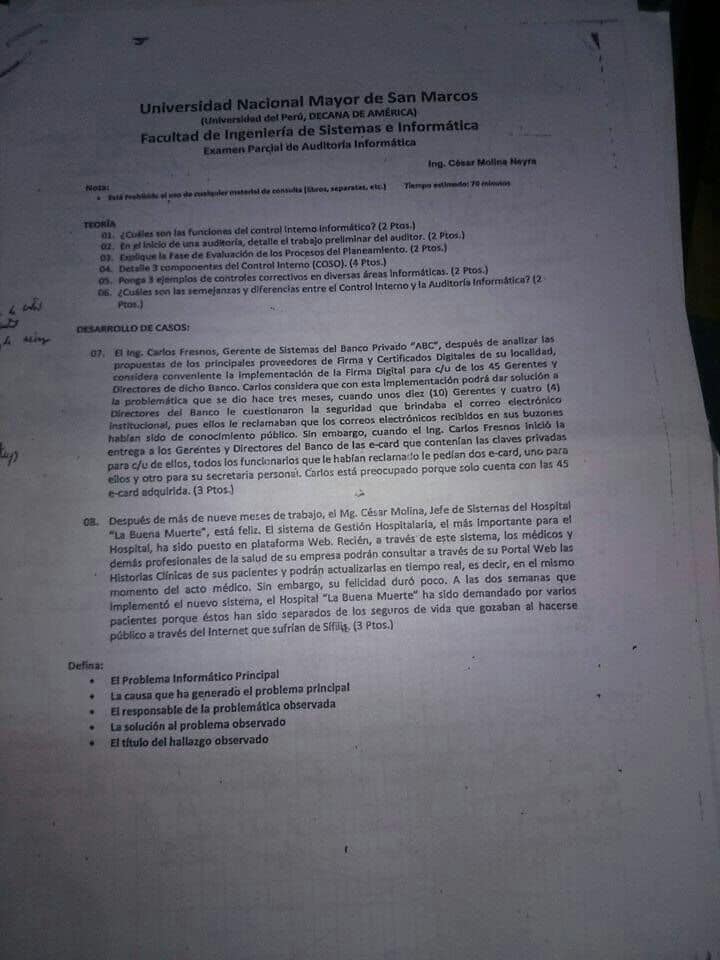 Universidad Nacional Mayor de San Marcos
(Universidad del Perú, DECANA DE AMÉRICA)
Facultad de Ingeniería de Sistemas e Informática
Examen Parcial de Auditoría Informática
Ing. César Molina Neyra
Nota:
• Está Prohibido el uso de cualquier material de consulta (libros, separatas, etc.) Tiempo estimado: 70 minutos
TEORÍA
01. ¿Cuáles son las funciones del control interno informático? (2 Ptos.)
02. En el inicio de una auditoría, detalle el trabajo preliminar del auditor. (2 Ptos.)
03. Explique la Fase de Evaluación de los Procesos del Planeamiento. (2 Ptos.)
04. Detalle 3 componentes del Control Interno (COSO). (4 Ptos.)
05. Ponga 3 ejemplos de controles correctivos en diversas áreas informáticas. (2 Ptos.)
06. ¿Cuáles son las semejanzas y diferencias entre el Control Interno y la Auditoría Informática? (2
Ptos.)
DESARROLLO DE CASOS:
07. El Ing. Carlos Fresnos, Gerente de Sistemas del Banco Privado "ABC", después de analizar las
propuestas de los principales proveedores de Firma y Certificados Digitales de su localidad,
considera conveniente la implementación de la Firma Digital para c/u de los 45 Gerentes y
Directores de dicho Banco. Carlos considera que con esta implementación podrá dar solución a
la problemática que se dio hace tres meses, cuando unos diez (10) Gerentes y cuatro (4)
Directores del Banco le cuestionaron la seguridad que brindaba el correo electrónico
institucional, pues ellos le reclamaban que los correos electrónicos recibidos en sus buzones
habían sido de conocimiento público. Sin embargo, cuando el Ing. Carlos Fresnos inició la
entrega a los Gerentes y Directores del Banco de las e-card que contenían las claves privadas
para c/u de ellos, todos los funcionarios que le habían reclamado le pedían dos e-card, uno para
ellos y otro para su secretaria personal. Carlos está preocupado porque solo cuenta con las 45
e-card adquirida. (3 Ptos.)
08. Después de más de nueve meses de trabajo, el Mg. César Molina, Jefe de Sistemas del Hospital
"La Buena Muerte", está feliz. El sistema de Gestión Hospitalaria, el más importante para el
Hospital, ha sido puesto en plataforma Web. Recién, a través de este sistema, los médicos y
demás profesionales de la salud de su empresa podrán consultar a través de su Portal Web las
Historias Clínicas de sus pacientes y podrán actualizarlas en tiempo real, es decir, en el mismo
momento del acto médico. Sin embargo, su felicidad duró poco. A las dos semanas que
implementó el nuevo sistema, el Hospital "La Buena Muerte" ha sido demandado por varios
pacientes porque éstos han sido separados de los seguros de vida que gozaban al hacerse
público a través del Internet que sufrían de Sífilis. (3 Ptos.)
Defina:
• El Problema Informático Principal
• La causa que ha generado el problema principal
• El responsable de la problemática observada
• La solución al problema observado
• El título del hallazgo observado